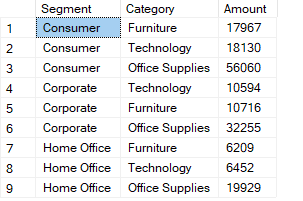 Segment Category Amount
1 Consumer Furniture 17967
2 Consumer Technology 18130
3 Consumer Office Supplies 56060
4 Corporate Technology 10594
5 Corporate Furniture 10716
6 Corporate Office Supplies 32255
7 Home Office Furniture 6209
8 Home Office Technology 6452
9 Home Office Office Supplies 19929